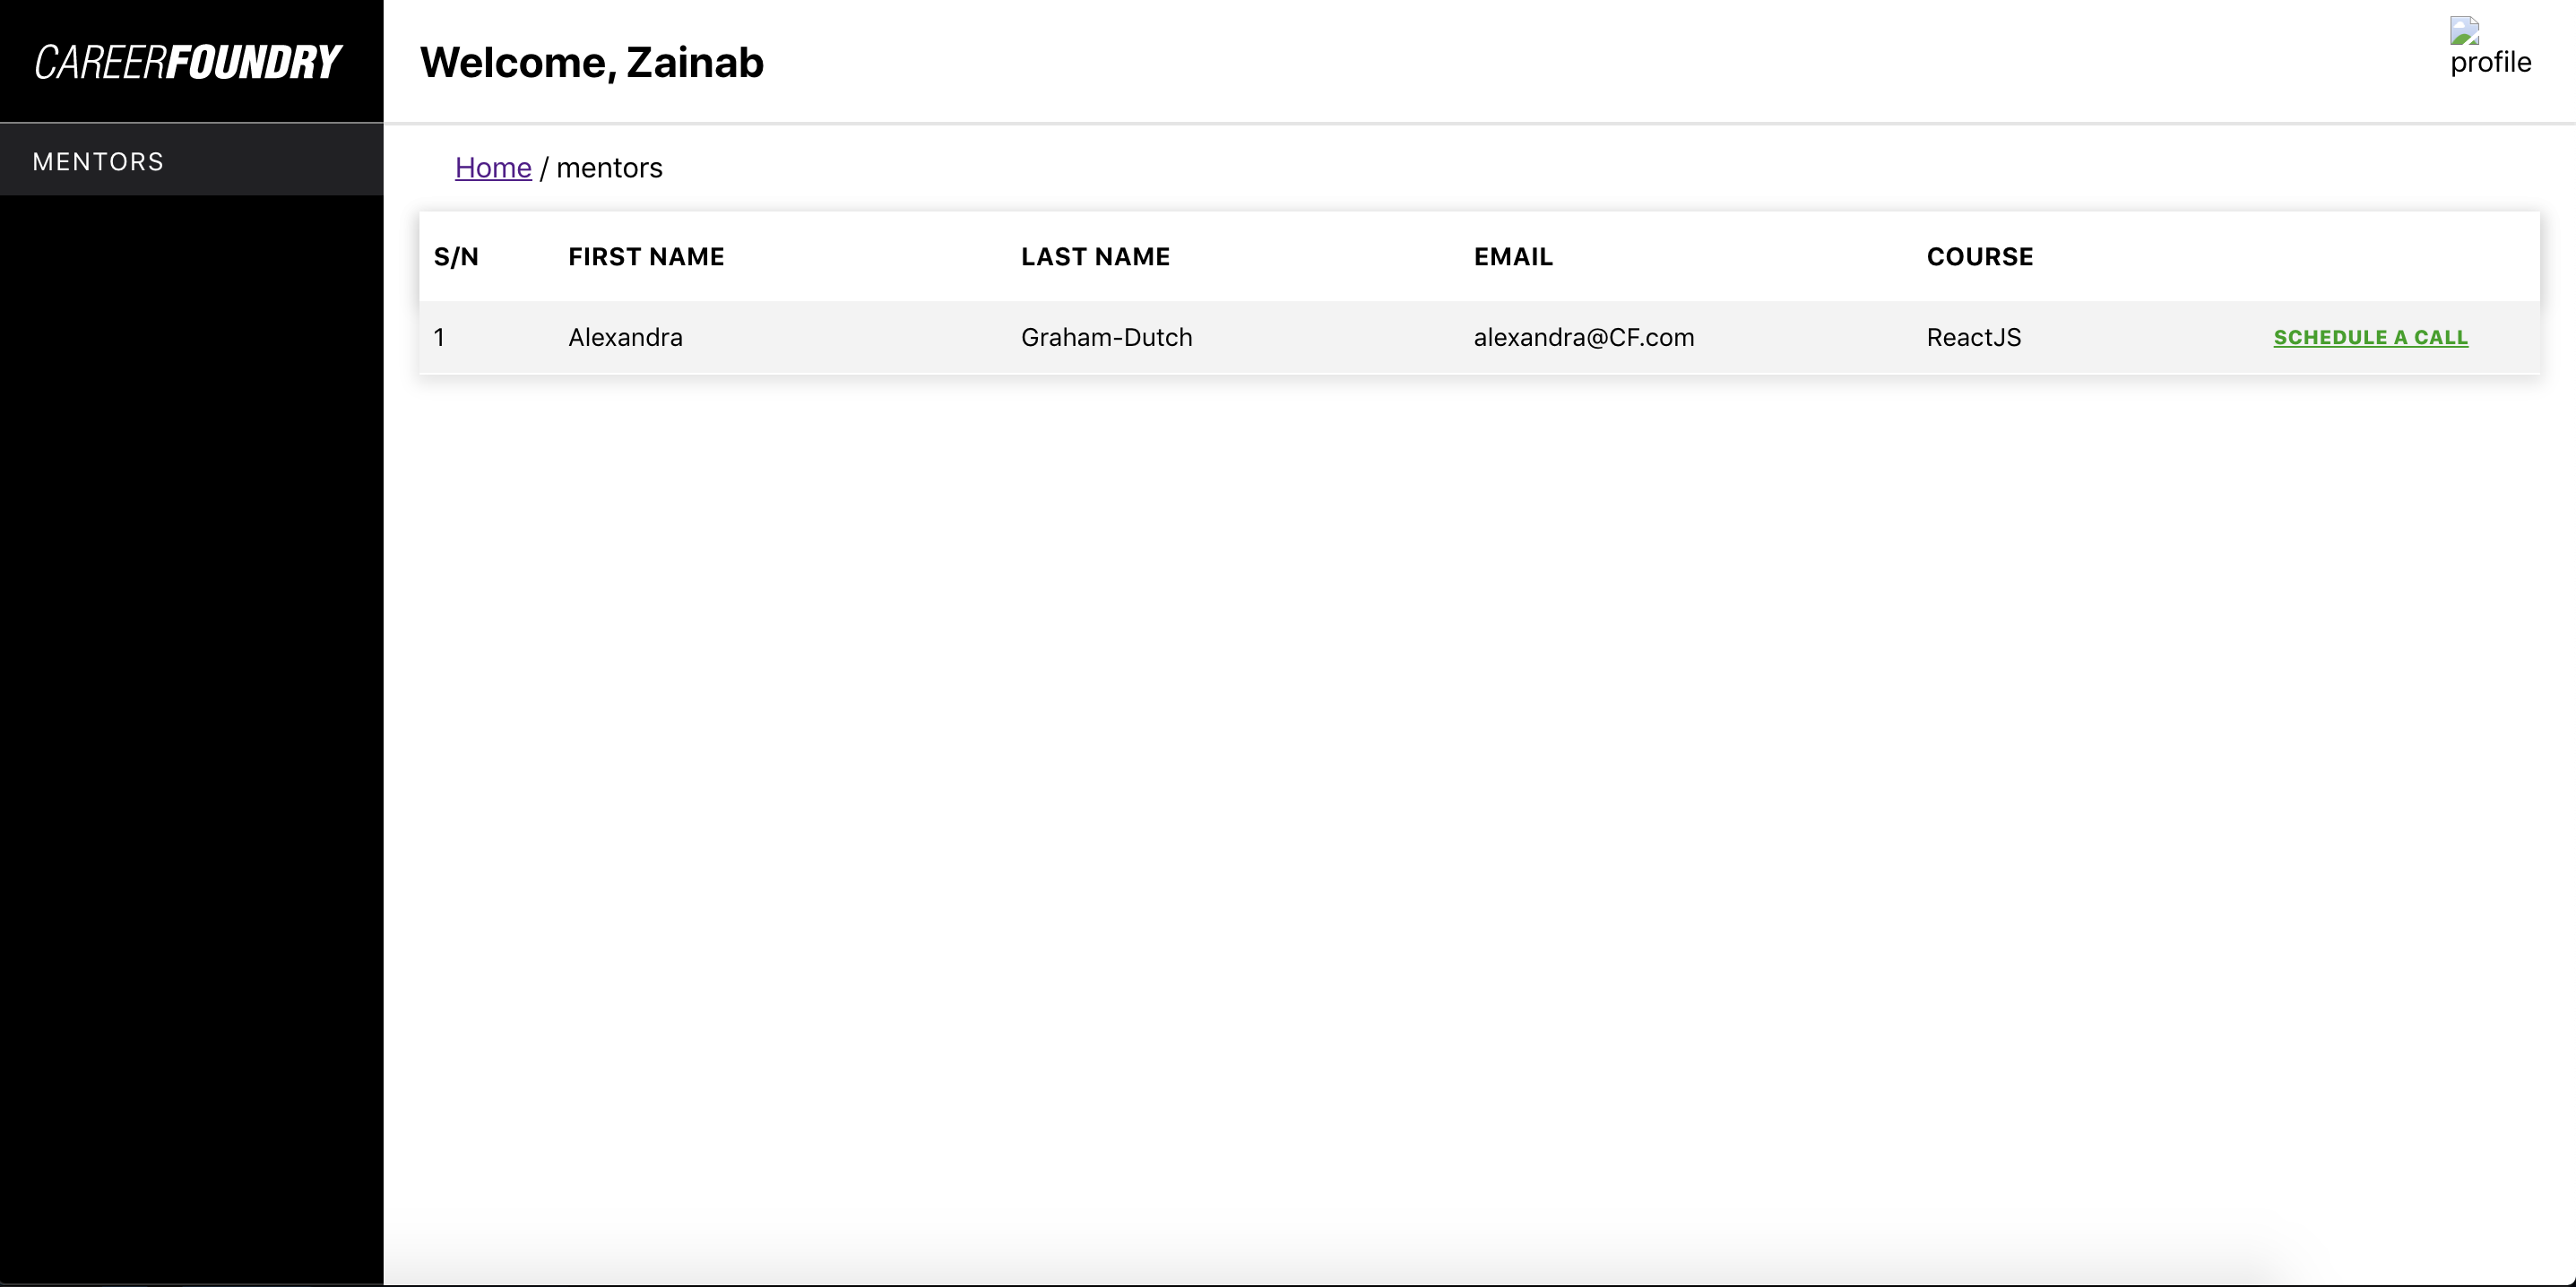 CAREERFOUNDRY
Welcome, Zainab
profile
MENTORS
Home / mentors
S/N FIRST NAME LAST NAME EMAIL COURSE
1 Alexandra Graham-Dutch alexandra@CF.com ReactJS SCHEDULE A CALL